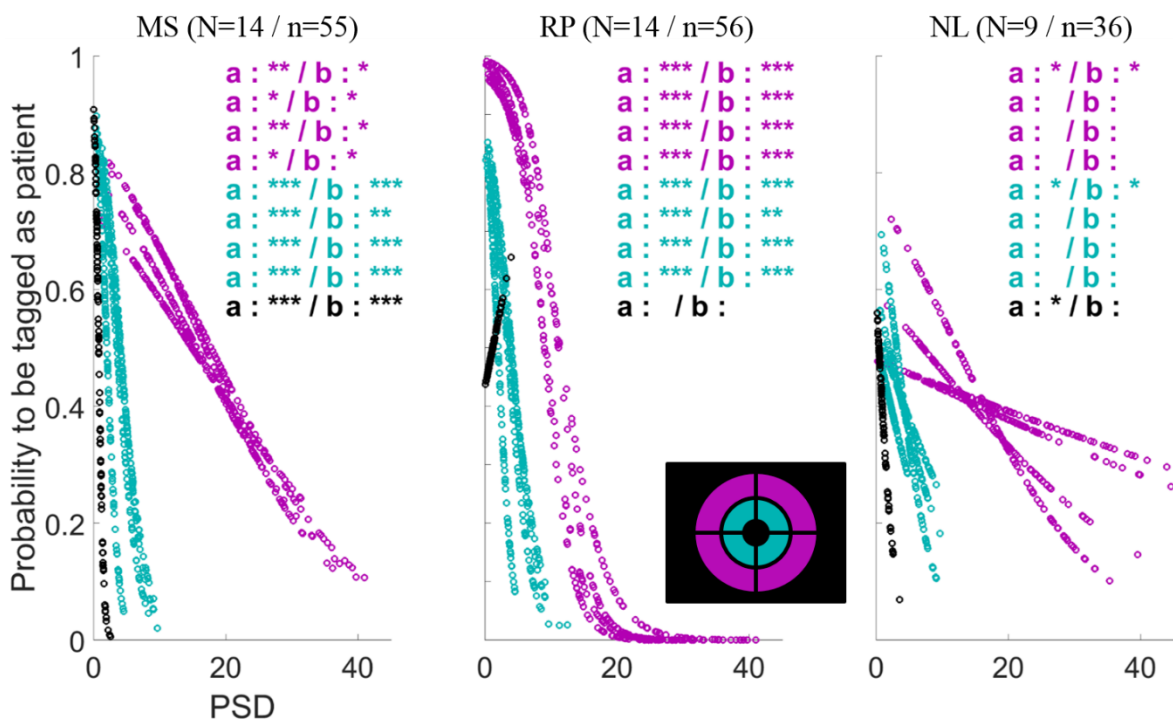 MS (N=14 / n=55)
RP (N=14 / n=56)
NL (N=9 / n=36)
Probability to be tagged as patient
1
0.8
0.6
0.4
0.2
0
a : ** / b : *
a : * / b : *
a : ** / b : *
a : * / b : *
a : *** / b : ***
a : *** / b : **
a : *** / b : ***
a : *** / b : ***
a : *** / b : ***
a : *** / b : ***
a : *** / b : ***
a : *** / b : ***
a : *** / b : ***
a : *** / b : ***
a : *** / b : **
a : *** / b : ***
a : *** / b : ***
a : / b :
a : * / b : *
a : / b :
a : / b :
a : / b :
a : * / b : *
a : / b :
a : / b :
a : / b :
a : * / b :
0 20 40
0 20 40
0 20 40
PSD